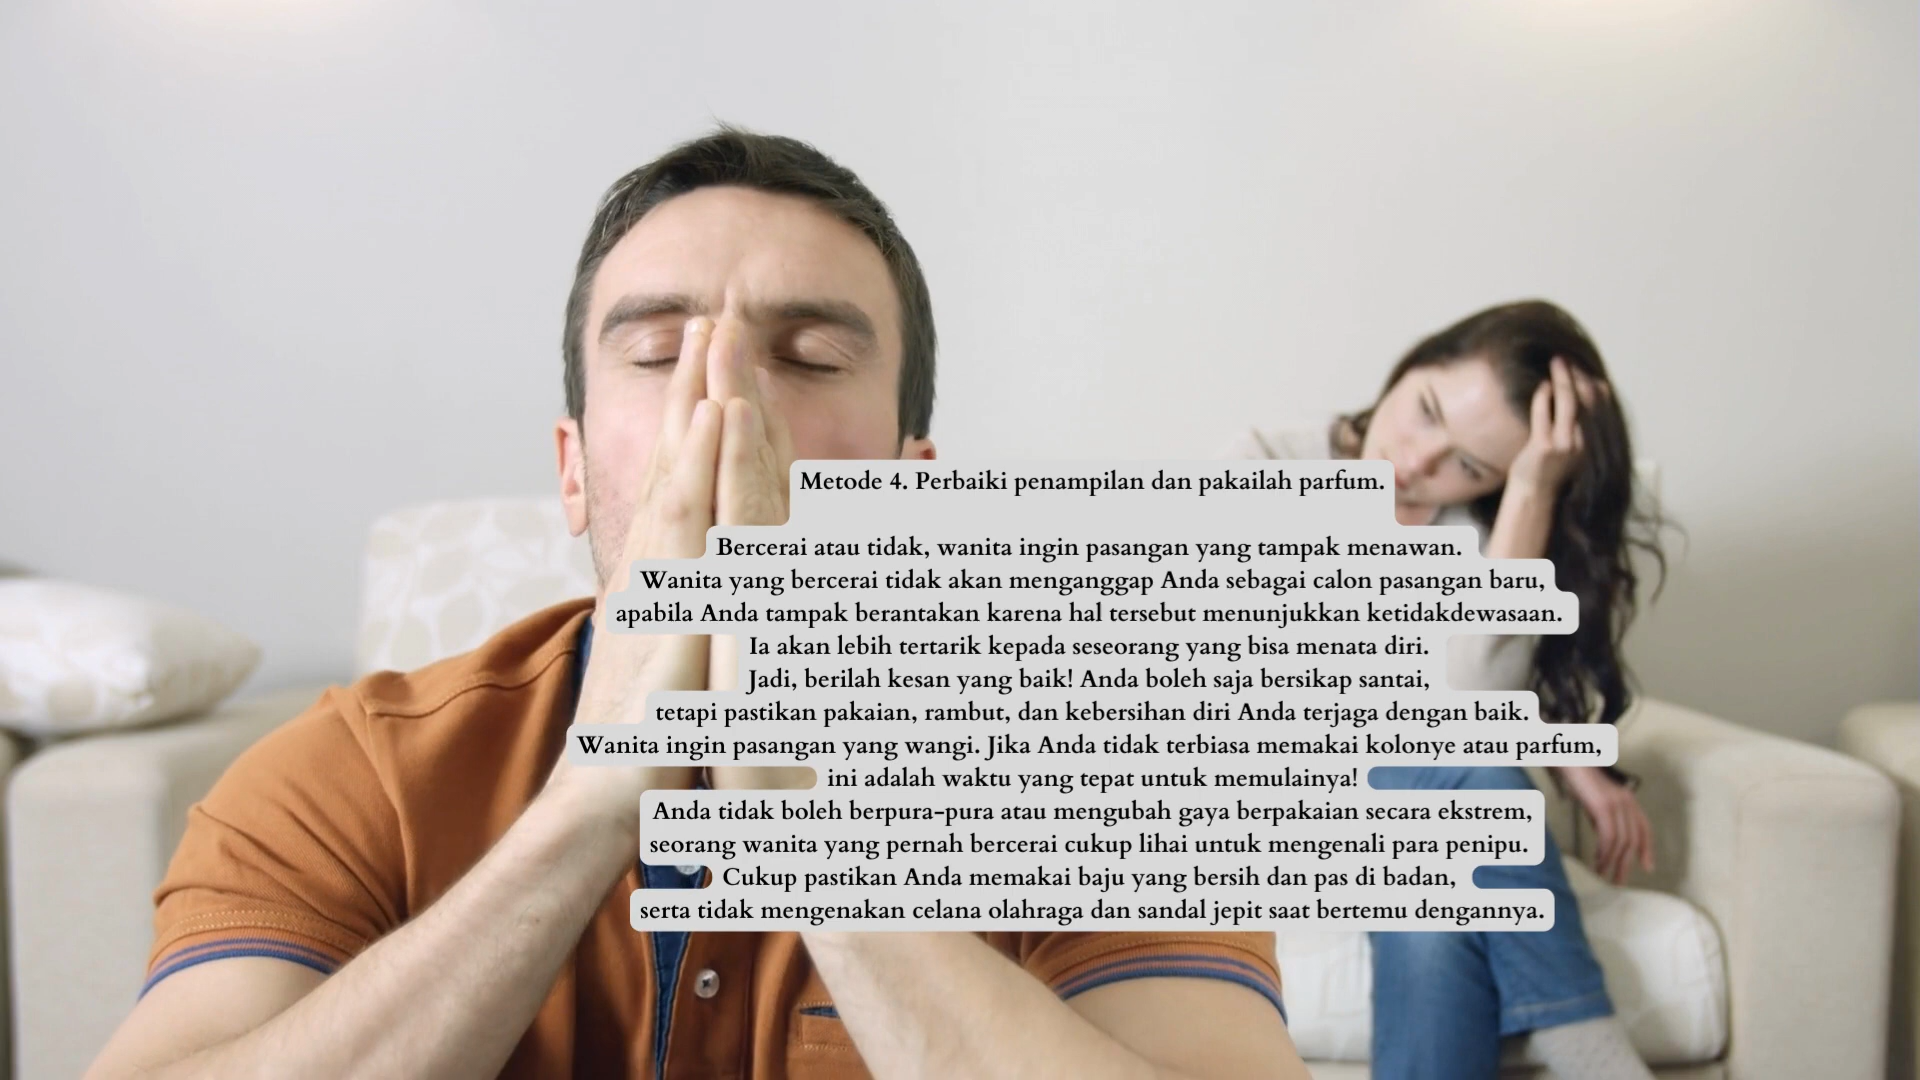 Metode 4. Perbaiki penampilan dan pakailah parfum.
Bercerai atau tidak, wanita ingin pasangan yang tampak menawan.
Wanita yang bercerai tidak akan menganggap Anda sebagai calon pasangan baru,
apabila Anda tampak berantakan karena hal tersebut menunjukkan ketidakdewasaan.
Ia akan lebih tertarik kepada seseorang yang bisa menata diri.
Jadi, berilah kesan yang baik! Anda boleh saja bersikap santai,
tetapi pastikan pakaian, rambut, dan kebersihan diri Anda terjaga dengan baik.
Wanita ingin pasangan yang wangi. Jika Anda tidak terbiasa memakai kolonye atau parfum,
ini adalah waktu yang tepat untuk memulainya!
Anda tidak boleh berpura-pura atau mengubah gaya berpakaian secara ekstrem,
seorang wanita yang pernah bercerai cukup lihai untuk mengenali para penipu.
Cukup pastikan Anda memakai baju yang bersih dan pas di badan,
serta tidak mengenakan celana olahraga dan sandal jepit saat bertemu dengannya.